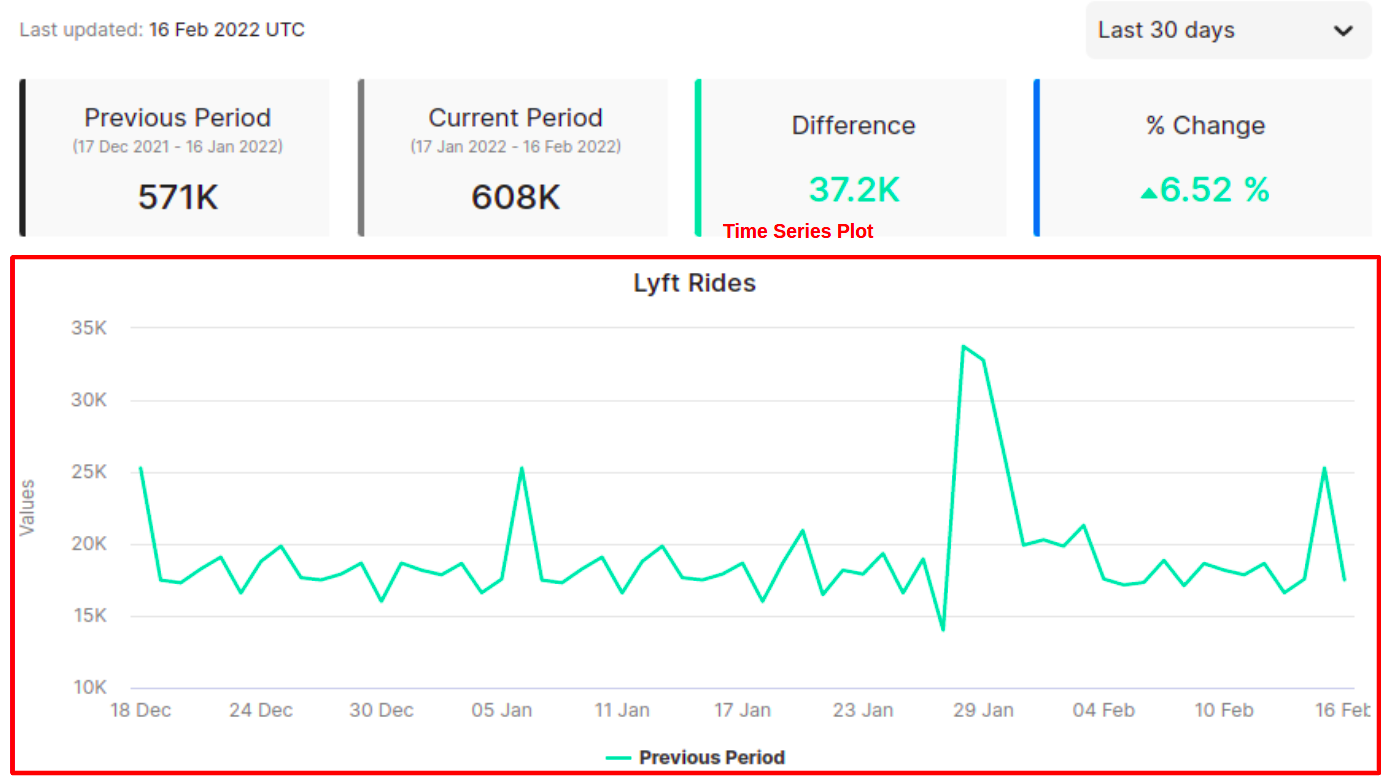 Last updated: 16 Feb 2022 UTC
Last 30 days
Previous Period
(17 Dec 2021 - 16 Jan 2022)
571K
Current Period
(17 Jan 2022 - 16 Feb 2022)
608K
Difference
37.2K
% Change
▲6.52 %
Time Series Plot
Lyft Rides
35K
30K
25K
20K
15K
10K
Values
18 Dec 24 Dec 30 Dec 05 Jan 11 Jan 17 Jan 23 Jan 29 Jan 04 Feb 10 Feb 16 Feb
Previous Period